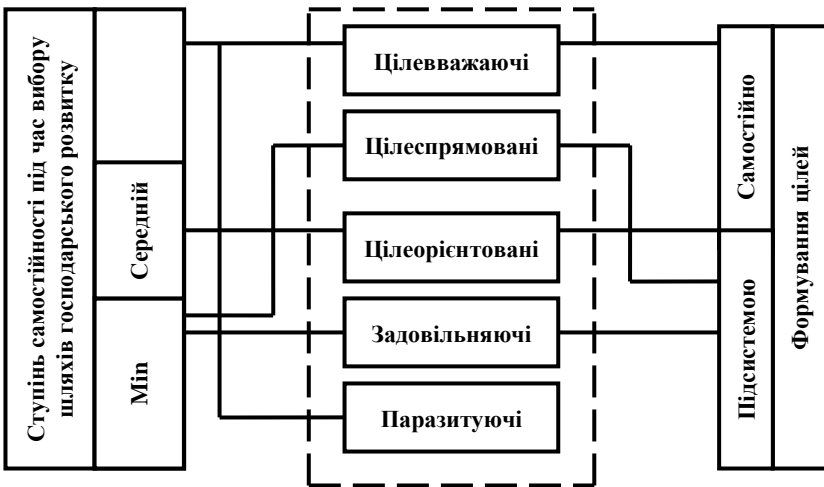 Ступінь самостійності під час вибору
шляхів господарського розвитку
Середній
Min
Цілевважаючі
Цілеспрямовані
Цілеорієнтовані
Задовільняючі
Паразитуючі
Самостійно
Підсистемою
Формування цілей